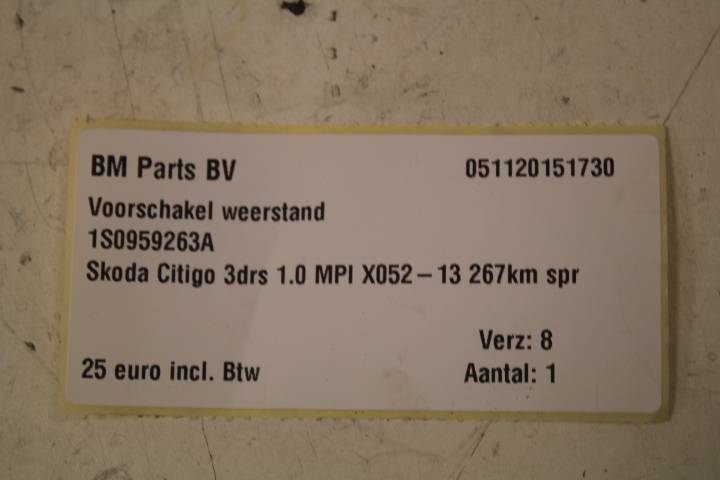 BM Parts BV 051120151730
Voorschakel weerstand
1S0959263A
Skoda Citigo 3drs 1.0 MPI X052 – 13 267km spr
Verz: 8
25 euro incl. Btw Aantal: 1